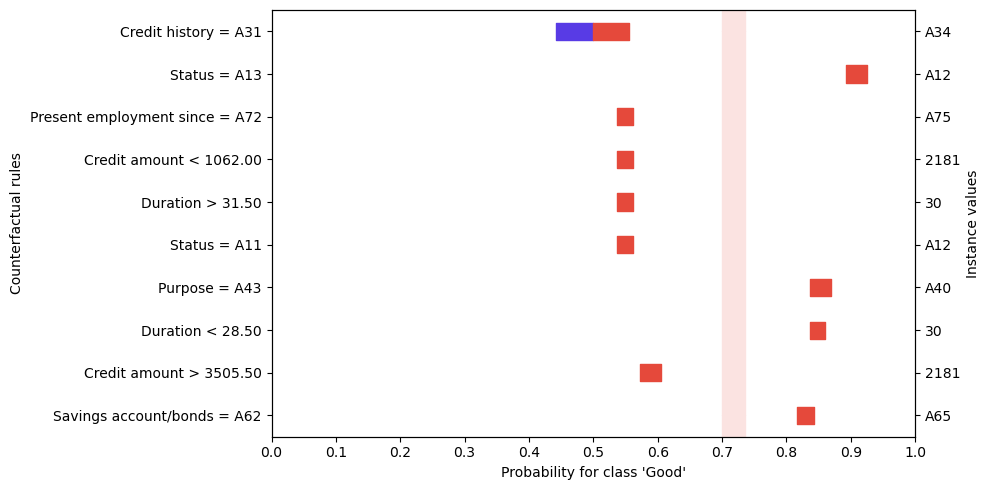 Counterfactual rules
Credit history = A31 A34
Status = A13 A12
Present employment since = A72 A75
Credit amount < 1062.00 2181
Duration > 31.50 30
Status = A11 A12
Purpose = A43 A40
Duration < 28.50 30
Credit amount > 3505.50 2181
Savings account/bonds = A62 A65
Instance values
0.0 0.1 0.2 0.3 0.4 0.5 0.6 0.7 0.8 0.9 1.0
Probability for class 'Good'